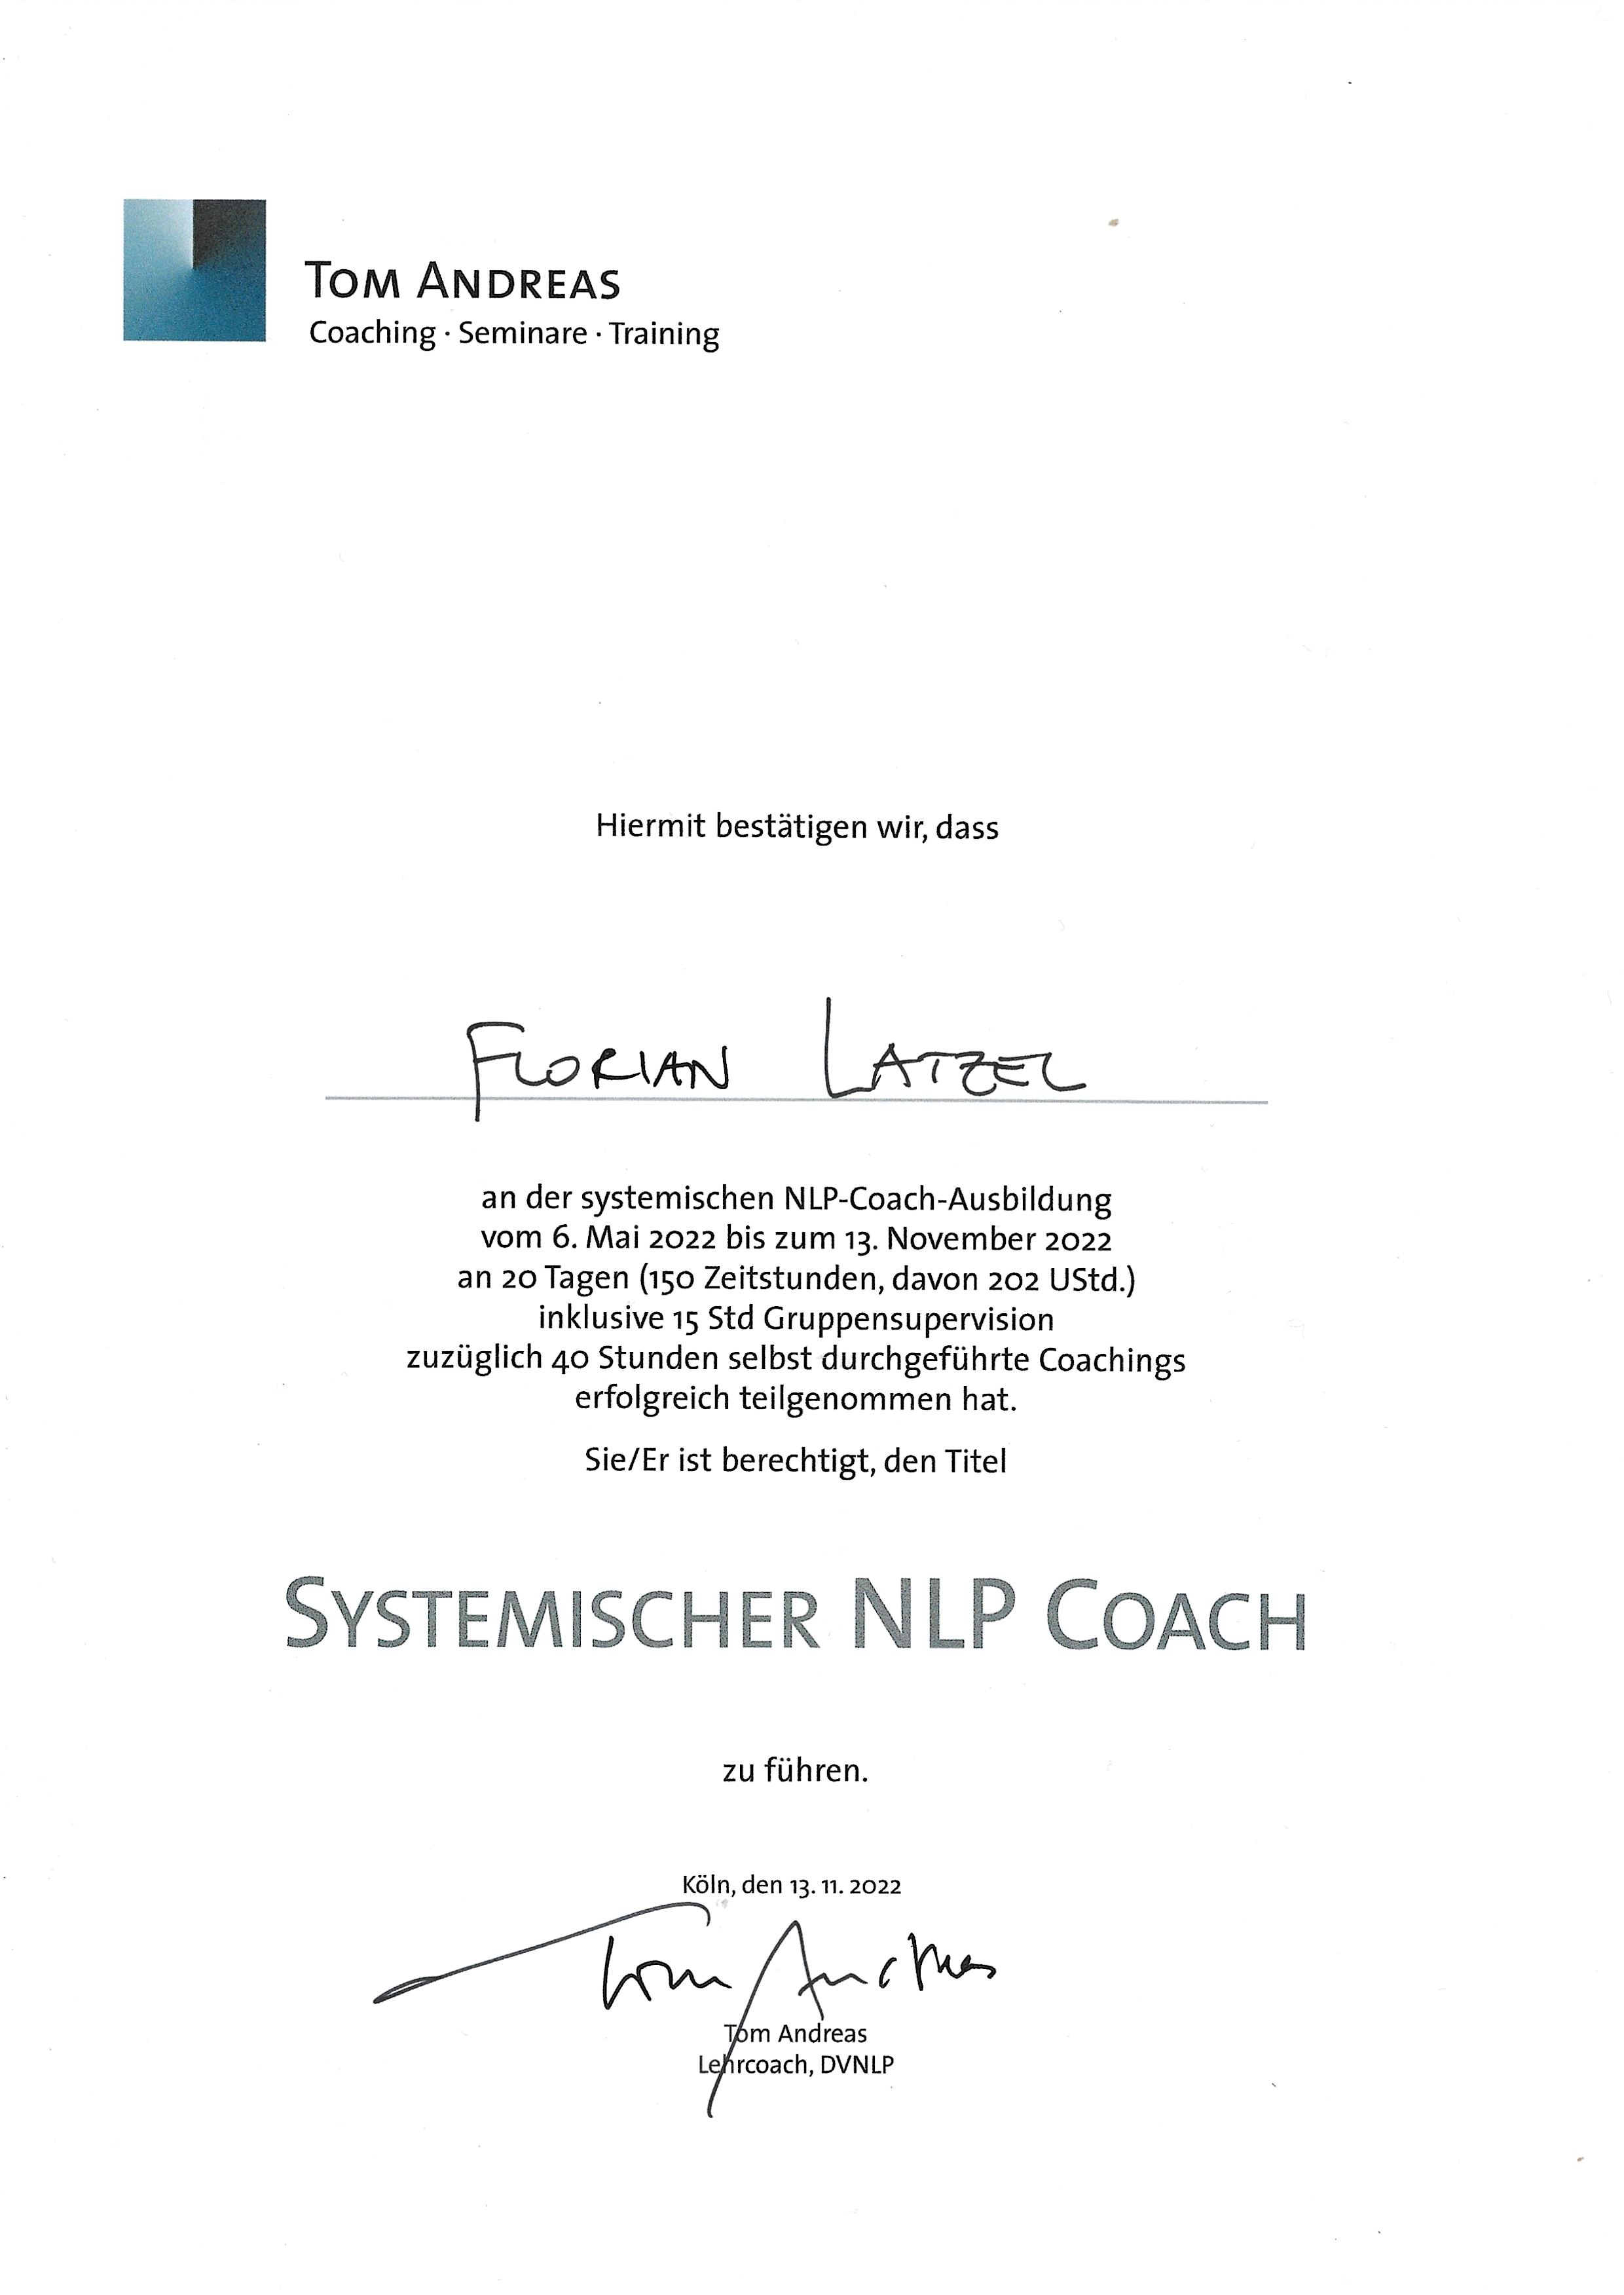 TOM ANDREAS
Coaching · Seminare · Training
Hiermit bestätigen wir, dass
FLORIAN LATZEL
an der systemischen NLP-Coach-Ausbildung
vom 6. Mai 2022 bis zum 13. November 2022
an 20 Tagen (150 Zeitstunden, davon 202 UStd.)
inklusive 15 Std Gruppensupervision
zuzüglich 40 Stunden selbst durchgeführte Coachings
erfolgreich teilgenommen hat.
Sie/Er ist berechtigt, den Titel
SYSTEMISCHER NLP COACH
zu führen.
Köln, den 13. 11. 2022
Tom Andreas
Tom Andreas
Lehrcoach, DVNLP